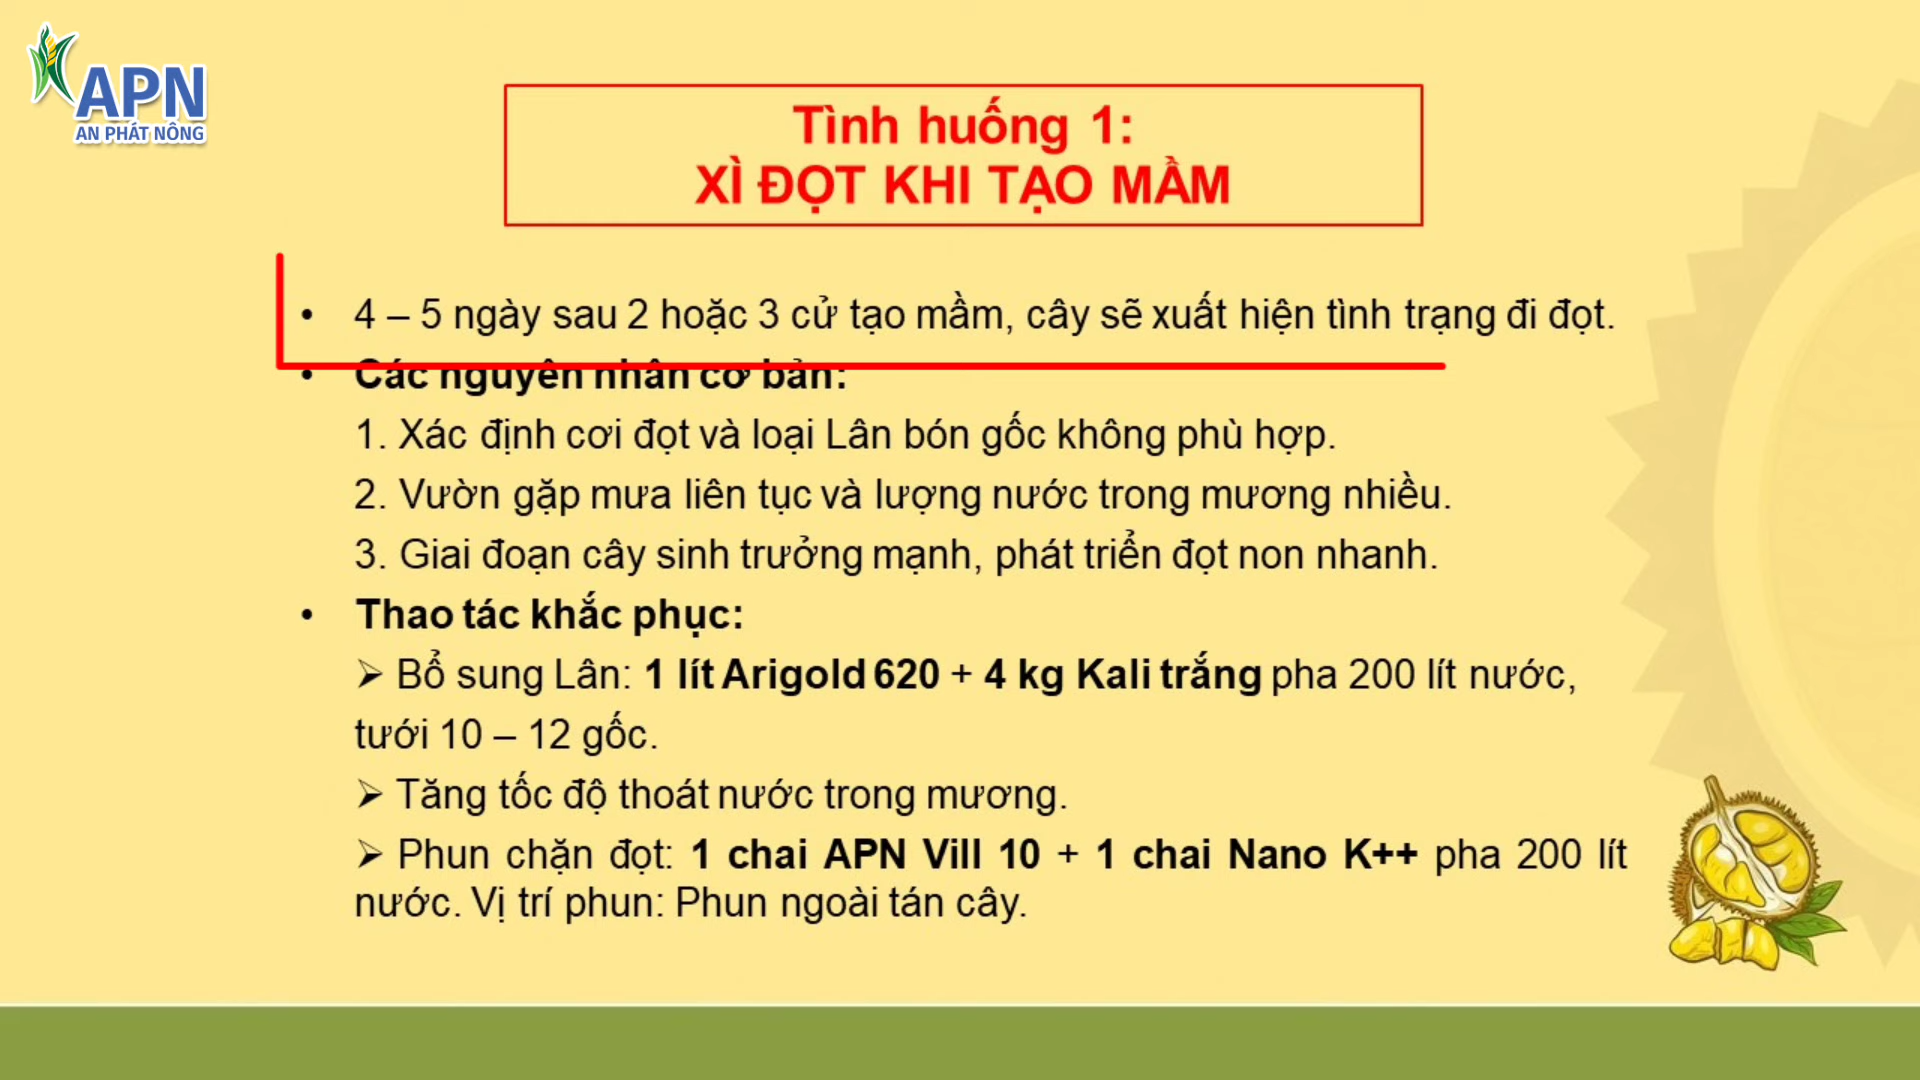 APN
AN PHÁT NÔNG
Tình huống 1:
XÌ ĐỌT KHI TẠO MẦM
• 4 – 5 ngày sau 2 hoặc 3 cử tạo mầm, cây sẽ xuất hiện tình trạng đi đọt.
• Các nguyên nhân cơ bản:
1. Xác định cơi đọt và loại Lân bón gốc không phù hợp.
2. Vườn gặp mưa liên tục và lượng nước trong mương nhiều.
3. Giai đoạn cây sinh trưởng mạnh, phát triển đọt non nhanh.
• Thao tác khắc phục:
➢ Bổ sung Lân: 1 lít Arigold 620 + 4 kg Kali trắng pha 200 lít nước,
tưới 10 – 12 gốc.
➢ Tăng tốc độ thoát nước trong mương.
➢ Phun chặn đọt: 1 chai APN Vill 10 + 1 chai Nano K++ pha 200 lít
nước. Vị trí phun: Phun ngoài tán cây.